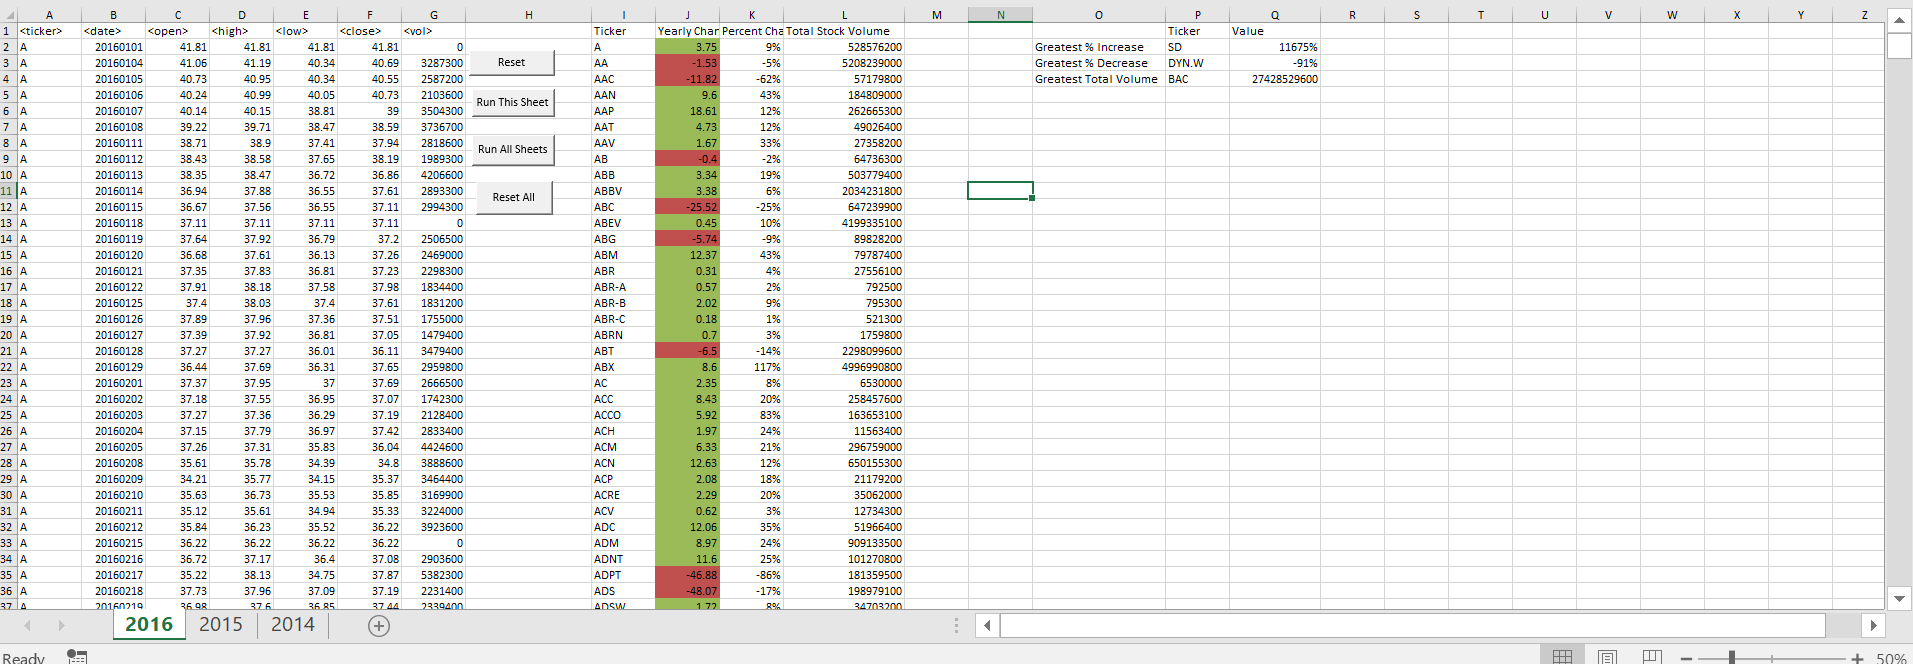 A B C D E F G H I J K L M N O P Q R S T U V W X Y Z
1 <ticker> <date> <open> <high> <low> <close> <vol> Ticker Yearly Char Percent Cha Total Stock Volume Ticker Value
2 A 20160101 41.81 41.81 41.81 41.81 0 A 3.75 9% 528576200 Greatest % Increase SD 11675%
3 A 20160104 41.06 41.19 40.34 40.69 3287300 Reset AA -1.53 -5% 5208239000 Greatest % Decrease DYN.W -91%
4 A 20160105 40.73 40.95 40.34 40.55 2587200 AAC -11.82 -62% 57179800 Greatest Total Volume BAC 27428529600
5 A 20160106 40.24 40.99 40.05 40.73 2103600 Run This Sheet AAN 9.6 43% 184809000
6 A 20160107 40.14 40.15 38.81 39 3504300 AAP 18.61 12% 262665300
7 A 20160108 39.22 39.71 38.47 38.59 3736700 AAT 4.73 12% 49026400
8 A 20160111 38.71 38.9 37.41 37.94 2818600 Run All Sheets AAV 1.67 33% 27358200
9 A 20160112 38.43 38.58 37.65 38.19 1989300 AB -0.4 -2% 64736300
10 A 20160113 38.35 38.47 36.72 36.86 4206600 ABB 3.34 19% 503779400
11 A 20160114 36.94 37.88 36.55 37.61 2893300 Reset All ABBV 3.38 6% 2034231800
12 A 20160115 36.67 37.56 36.55 37.11 2994300 ABC -25.52 -25% 647239900
13 A 20160118 37.11 37.11 37.11 37.11 0 ABEV 0.45 10% 4199335100
14 A 20160119 37.64 37.92 36.79 37.2 2506500 ABG -5.74 -9% 89828200
15 A 20160120 36.68 37.61 36.13 37.26 2469000 ABM 12.37 43% 79787400
16 A 20160121 37.35 37.83 36.81 37.23 2298300 ABR 0.31 4% 27556100
17 A 20160122 37.91 38.18 37.58 37.98 1834400 ABR-A 0.57 2% 792500
18 A 20160125 37.4 38.03 37.4 37.61 1831200 ABR-B 2.02 9% 795300
19 A 20160126 37.89 37.96 37.36 37.51 1755000 ABR-C 0.18 1% 521300
20 A 20160127 37.39 37.92 36.81 37.05 1479400 ABRN 0.7 3% 1759800
21 A 20160128 37.27 37.27 36.01 36.11 3479400 ABT -6.5 -14% 2298099600
22 A 20160129 36.44 37.69 36.31 37.65 2959800 ABX 8.6 117% 4996990800
23 A 20160201 37.37 37.95 37 37.69 2666500 AC 2.35 8% 6530000
24 A 20160202 37.18 37.55 36.95 37.07 1742300 ACC 8.43 20% 258457600
25 A 20160203 37.27 37.36 36.29 37.19 2128400 ACCO 5.92 83% 163653100
26 A 20160204 37.15 37.79 36.97 37.42 2833400 ACH 1.97 24% 11563400
27 A 20160205 37.26 37.31 35.83 36.04 4424600 ACM 6.33 21% 296759000
28 A 20160208 35.61 35.78 34.39 34.8 3888600 ACN 12.63 12% 650155300
29 A 20160209 34.21 35.77 34.15 35.37 3464400 ACP 2.08 18% 21179200
30 A 20160210 35.63 36.73 35.53 35.85 3169900 ACRE 2.29 20% 35062000
31 A 20160211 35.12 35.61 34.94 35.33 3224000 ACV 0.62 3% 12734300
32 A 20160212 35.84 36.23 35.52 36.22 3923600 ADC 12.06 35% 51966400
33 A 20160215 36.22 36.22 36.22 36.22 0 ADM 8.97 24% 909133500
34 A 20160216 36.72 37.17 36.4 37.08 2903600 ADNT 11.6 25% 101270800
35 A 20160217 35.22 38.13 34.75 37.87 5382300 ADPT -46.88 -86% 181359500
36 A 20160218 37.73 37.96 37.09 37.19 2231400 ADS -48.07 -17% 198979100
37 A 20160219 36.98 37.6 36.85 37.44 2339400 ADSW 1.72 8% 34703200
2016 2015 2014
Ready 50%